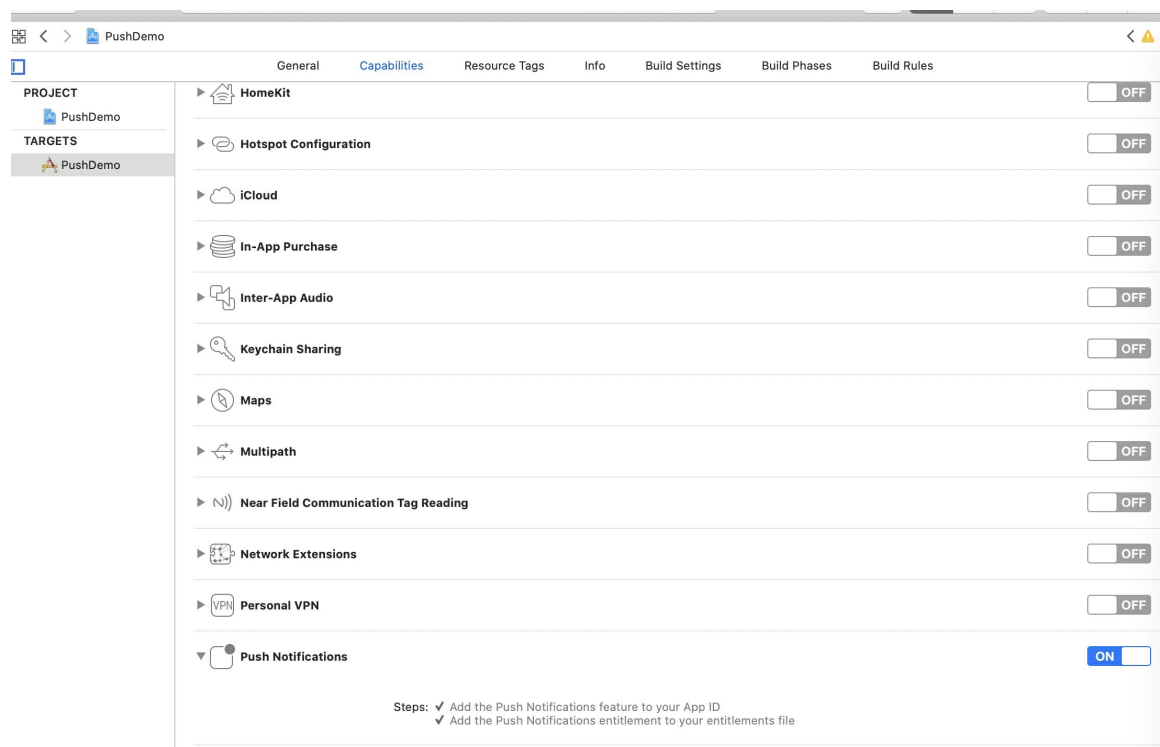 PushDemo
General Capabilities Resource Tags Info Build Settings Build Phases Build Rules
PROJECT
PushDemo
TARGETS
PushDemo
HomeKit OFF
Hotspot Configuration OFF
iCloud OFF
In-App Purchase OFF
Inter-App Audio OFF
Keychain Sharing OFF
Maps OFF
Multipath OFF
Near Field Communication Tag Reading OFF
Network Extensions OFF
VPN Personal VPN OFF
Push Notifications ON
Steps: ✓ Add the Push Notifications feature to your App ID
✓ Add the Push Notifications entitlement to your entitlements file